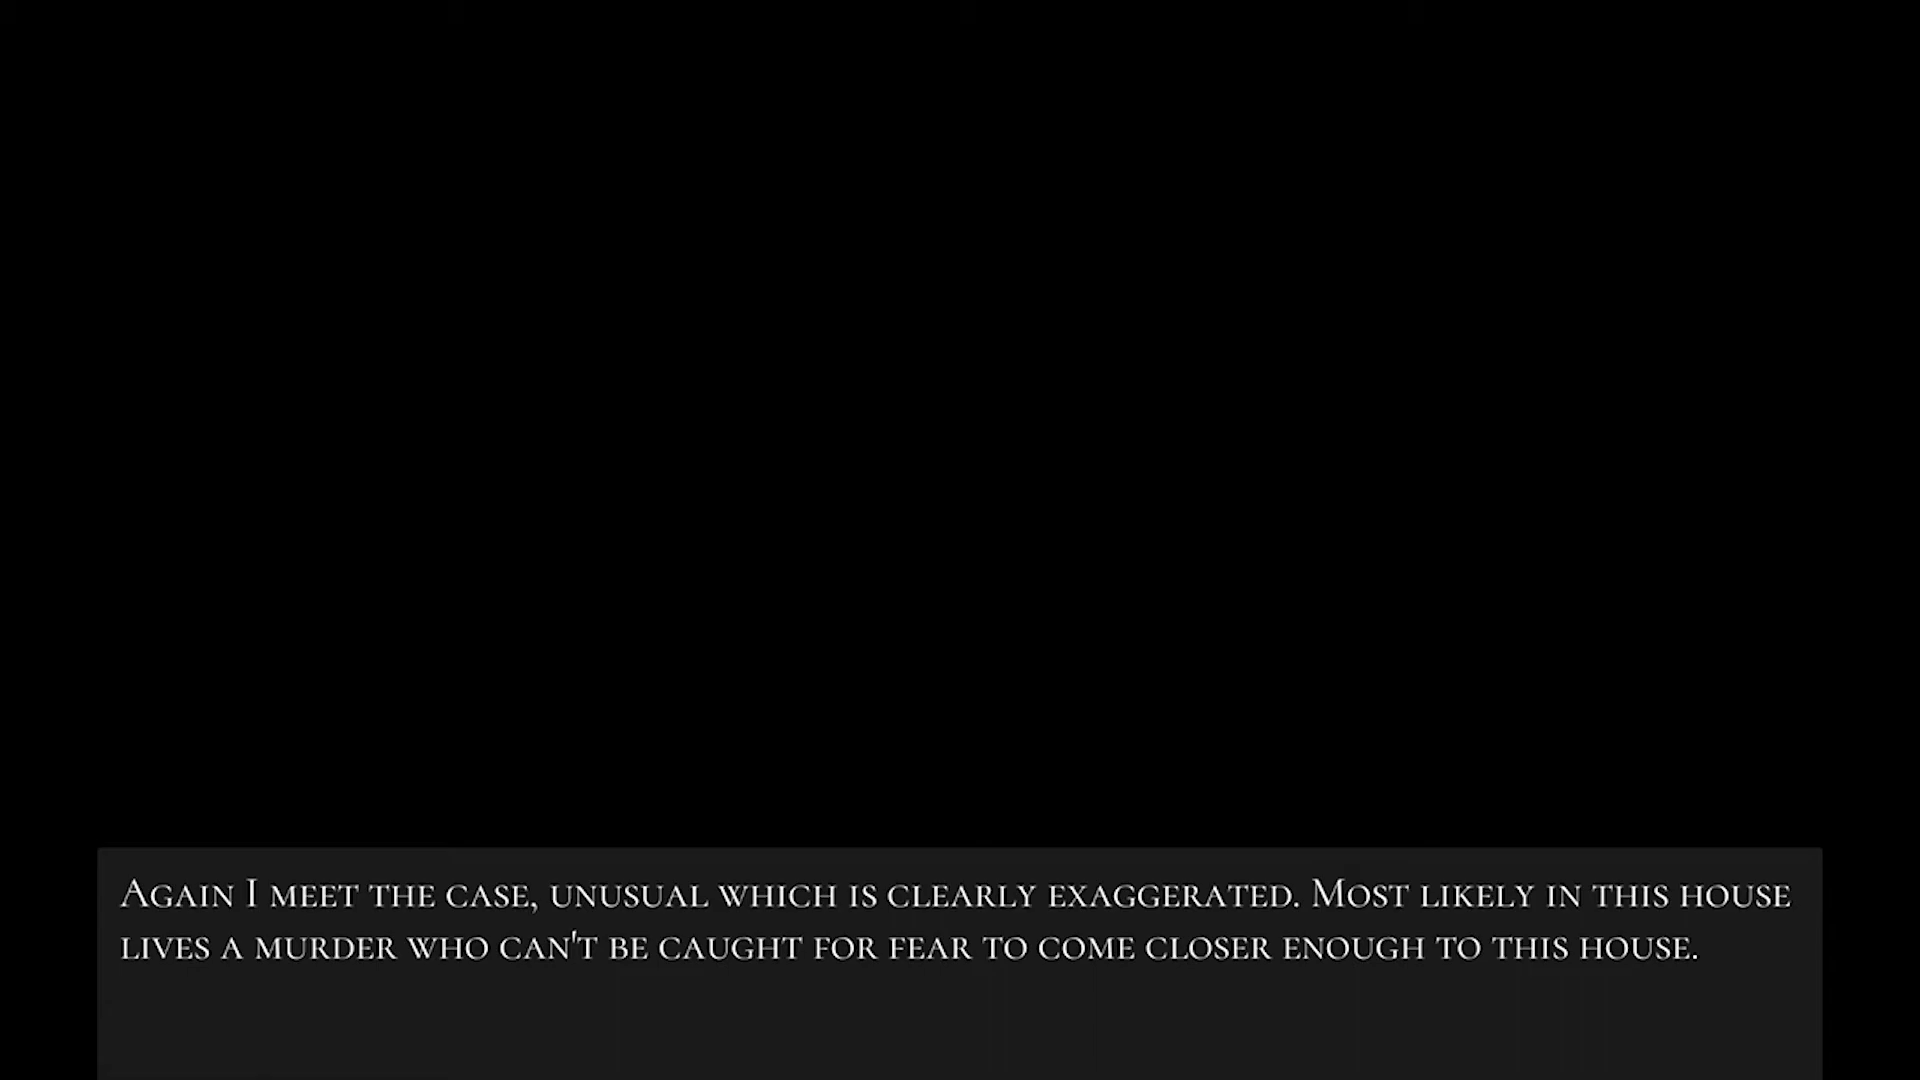 Again I meet the case, unusual which is clearly exaggerated. Most likely in this house
lives a murder who can't be caught for fear to come closer enough to this house.